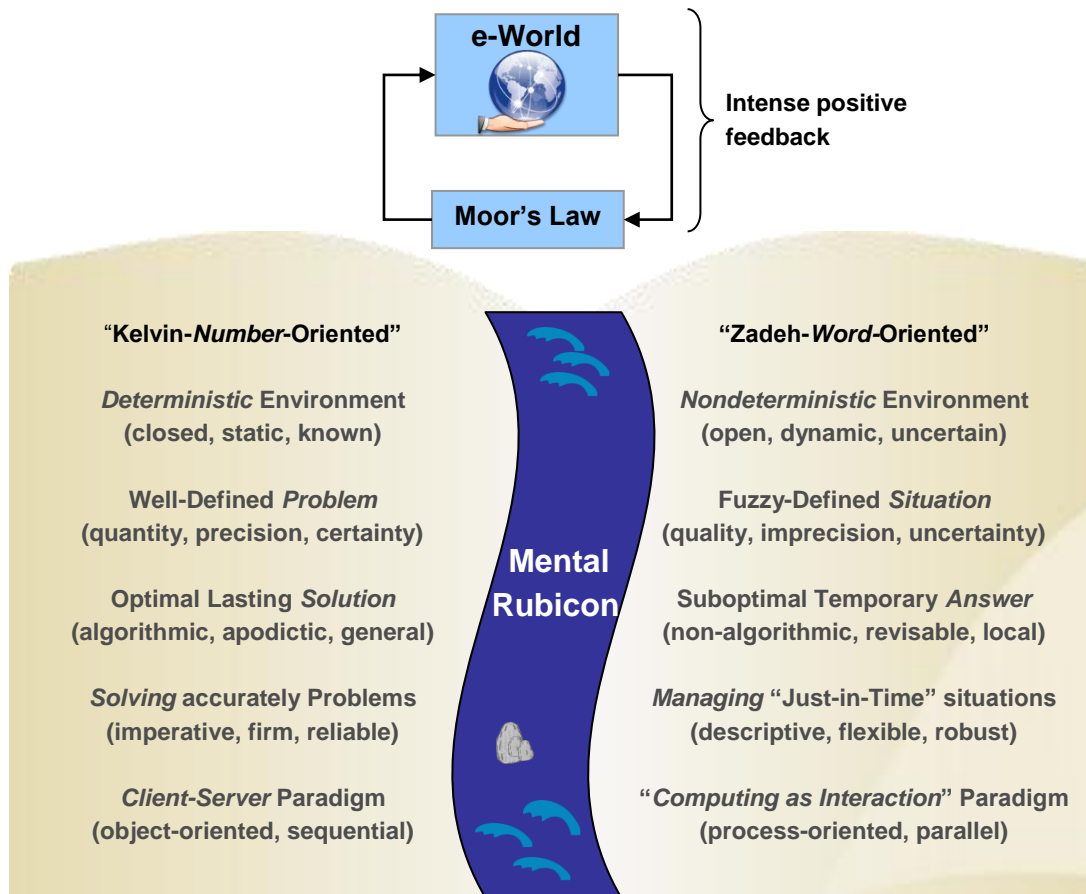 e-World
Intense positive
feedback
Moor's Law
“Kelvin-Number-Oriented”
Deterministic Environment
(closed, static, known)
Well-Defined Problem
(quantity, precision, certainty)
Optimal Lasting Solution
(algorithmic, apodictic, general)
Solving accurately Problems
(imperative, firm, reliable)
Client-Server Paradigm
(object-oriented, sequential)
Mental
Rubicon
“Zadeh-Word-Oriented”
Nondeterministic Environment
(open, dynamic, uncertain)
Fuzzy-Defined Situation
(quality, imprecision, uncertainty)
Suboptimal Temporary Answer
(non-algorithmic, revisable, local)
Managing “Just-in-Time” situations
(descriptive, flexible, robust)
“Computing as Interaction” Paradigm
(process-oriented, parallel)